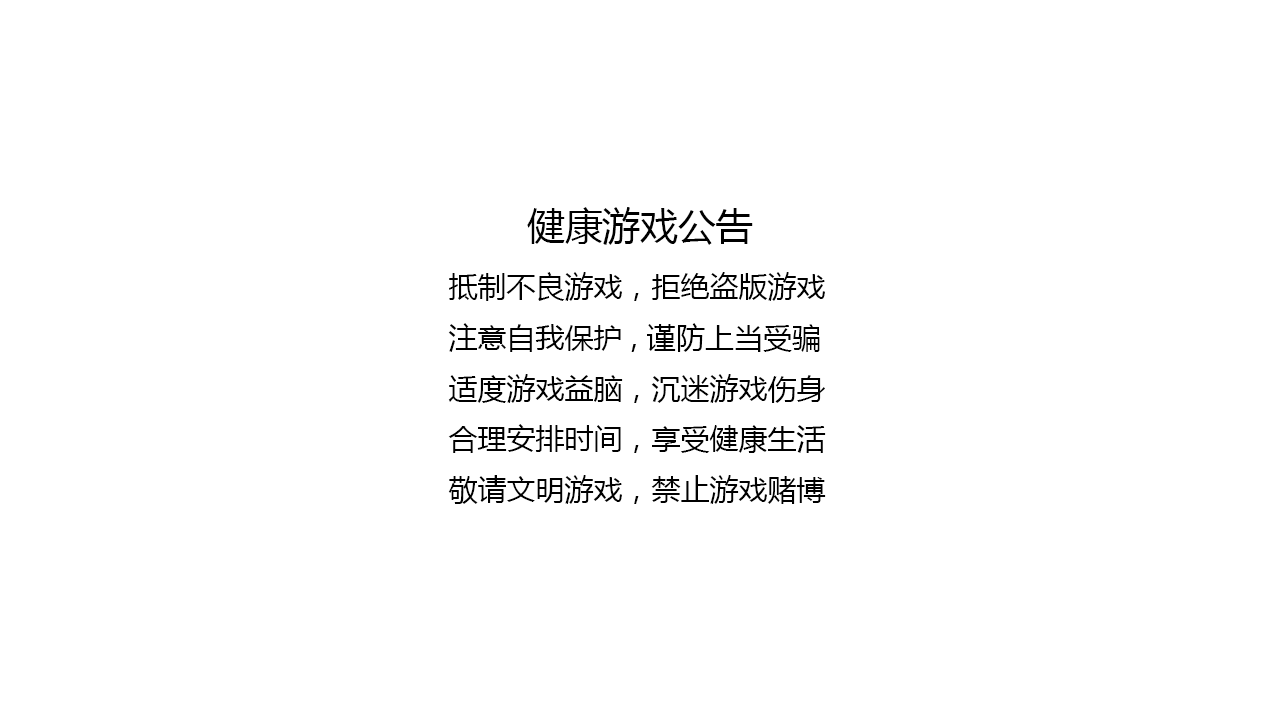 健康游戏公告
抵制不良游戏，拒绝盗版游戏
注意自我保护，谨防上当受骗
适度游戏益脑，沉迷游戏伤身
合理安排时间，享受健康生活
敬请文明游戏，禁止游戏赌博